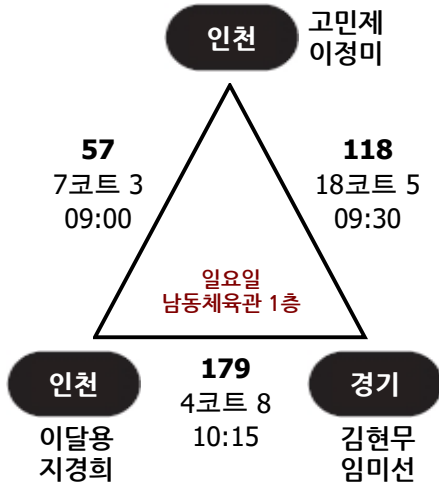 인천
고민제
이정미
57
7코트 3
09:00
118
18코트 5
09:30
일요일
남동체육관 1층
인천
이달용
지경희
179
4코트 8
10:15
경기
김현무
임미선